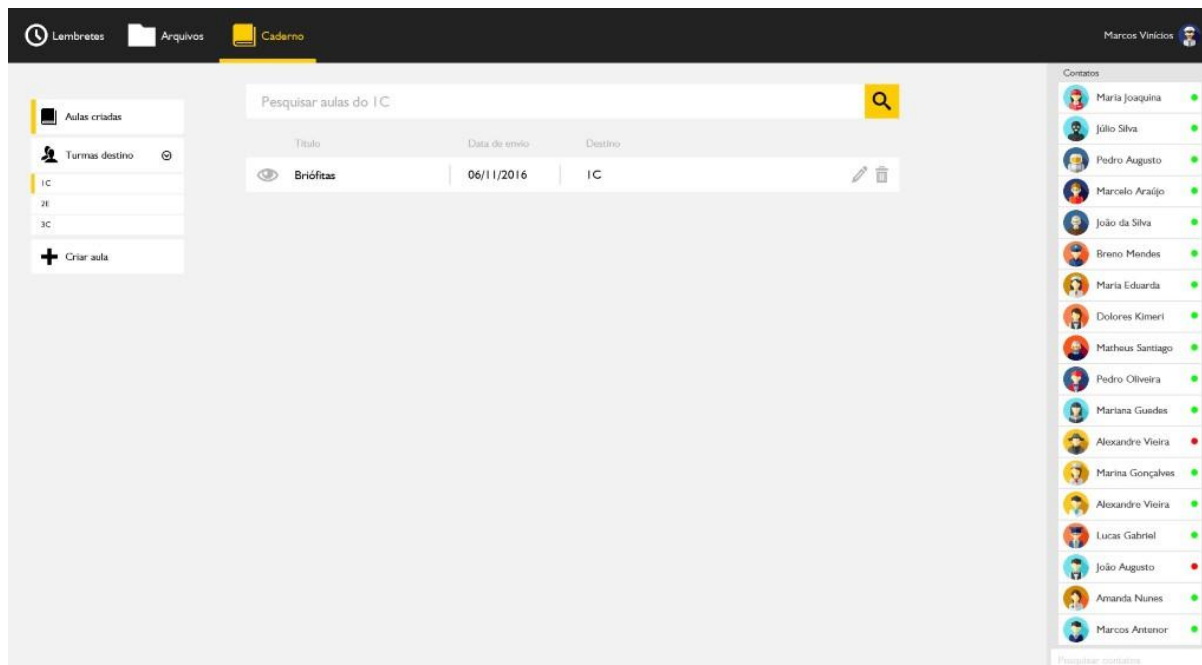 Lembretes
Arquivos
Caderno
Marcos Vinícios
Aulas criadas
Turmas destino
1C
2E
3C
Criar aula
Pesquisar aulas do 1C
Título Data de envio Destino
Briófitas 06/11/2016 1C
Contatos
Maria Joaquina
Júlio Silva
Pedro Augusto
Marcelo Araújo
João da Silva
Breno Mendes
Maria Eduarda
Dolores Kimeri
Matheus Santiago
Pedro Oliveira
Mariana Guedes
Alexandre Vieira
Marina Gonçalves
Alexandre Vieira
Lucas Gabriel
João Augusto
Amanda Nunes
Marcos Antenor
Pesquisar contatos